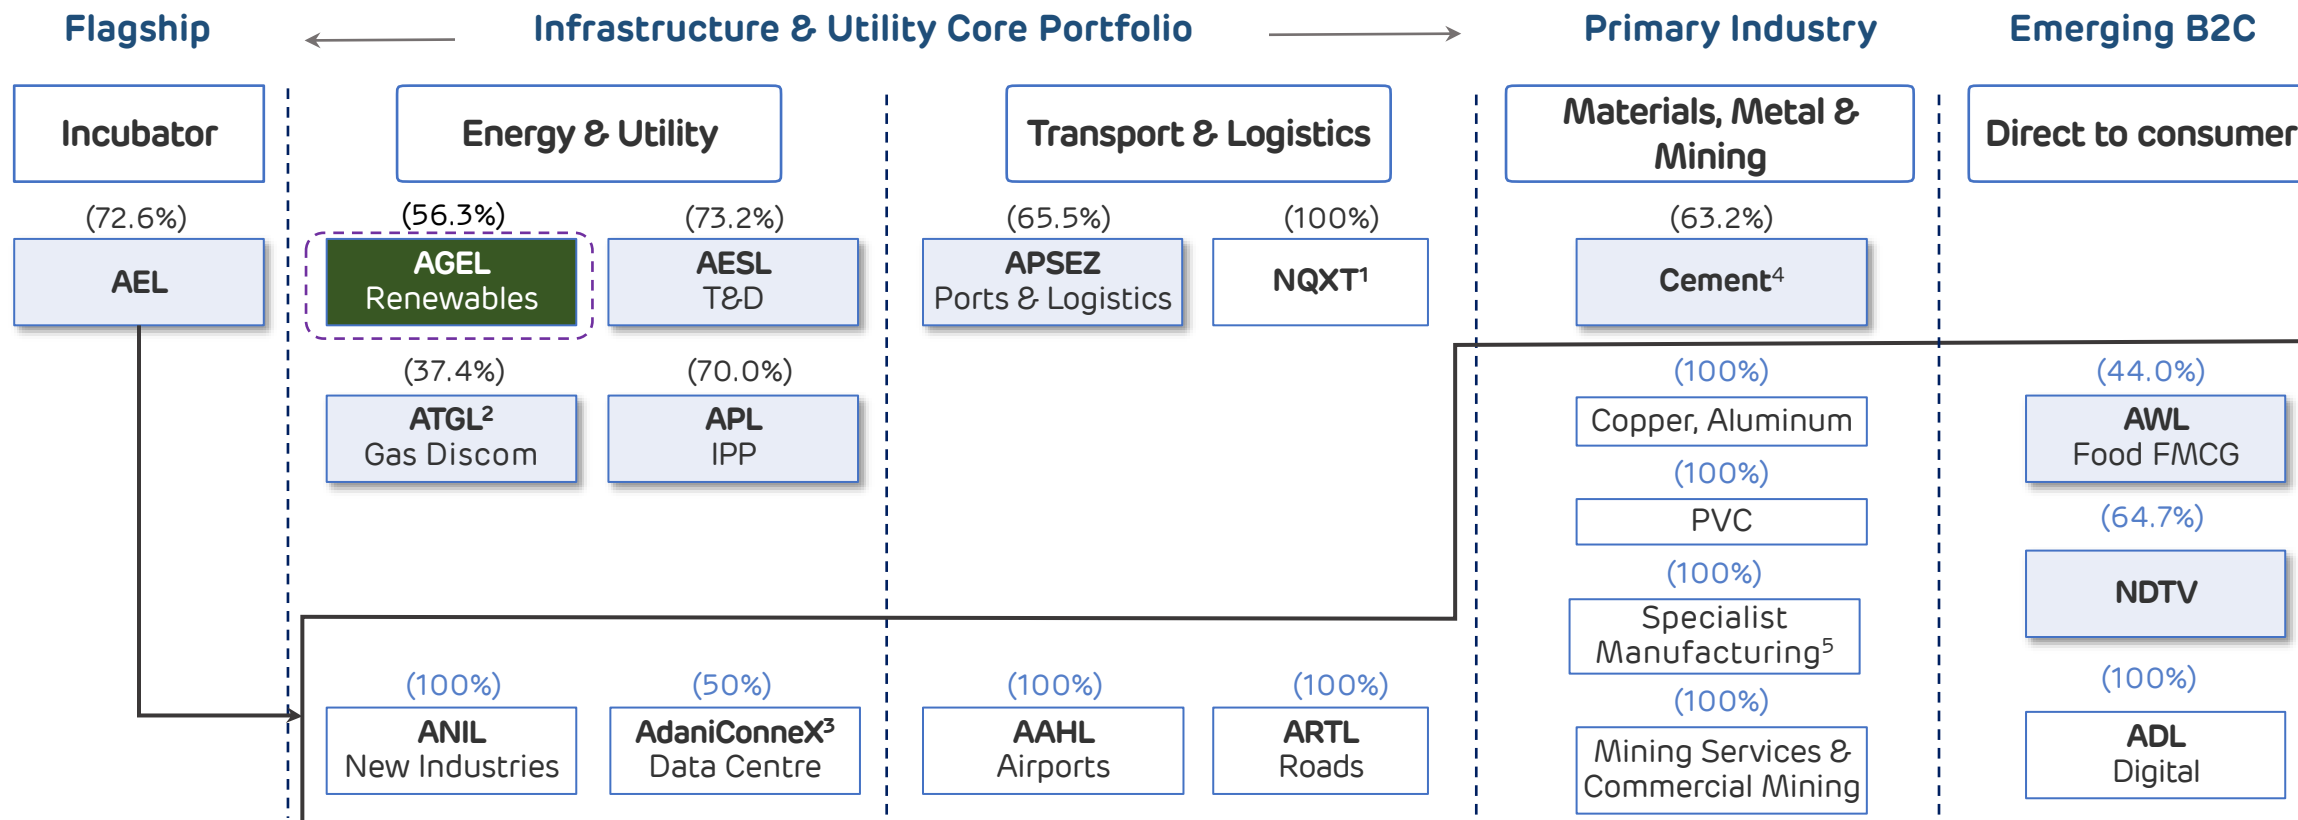 Flagship
Infrastructure & Utility Core Portfolio
Primary Industry
Emerging B2C
Incubator
Energy & Utility
Transport & Logistics
Materials, Metal &
Mining
Direct to consumer
(72.6%)
(56.3%)
(73.2%)
(65.5%)
(100%)
(63.2%)
AEL
AGEL
Renewables
AESL
T&D
APSEZ
Ports & Logistics
NQXT¹
Cement⁴
(37.4%)
(70.0%)
(100%)
(44.0%)
ATGL²
Gas Discom
APL
IPP
Copper, Aluminum
AWL
Food FMCG
(100%)
PVC
(64.7%)
NDTV
(100%)
Specialist
Manufacturing⁵
(100%)
(50%)
(100%)
(100%)
(100%)
(100%)
ANIL
New Industries
AdaniConneX³
Data Centre
AAHL
Airports
ARTL
Roads
Mining Services &
Commercial Mining
ADL
Digital